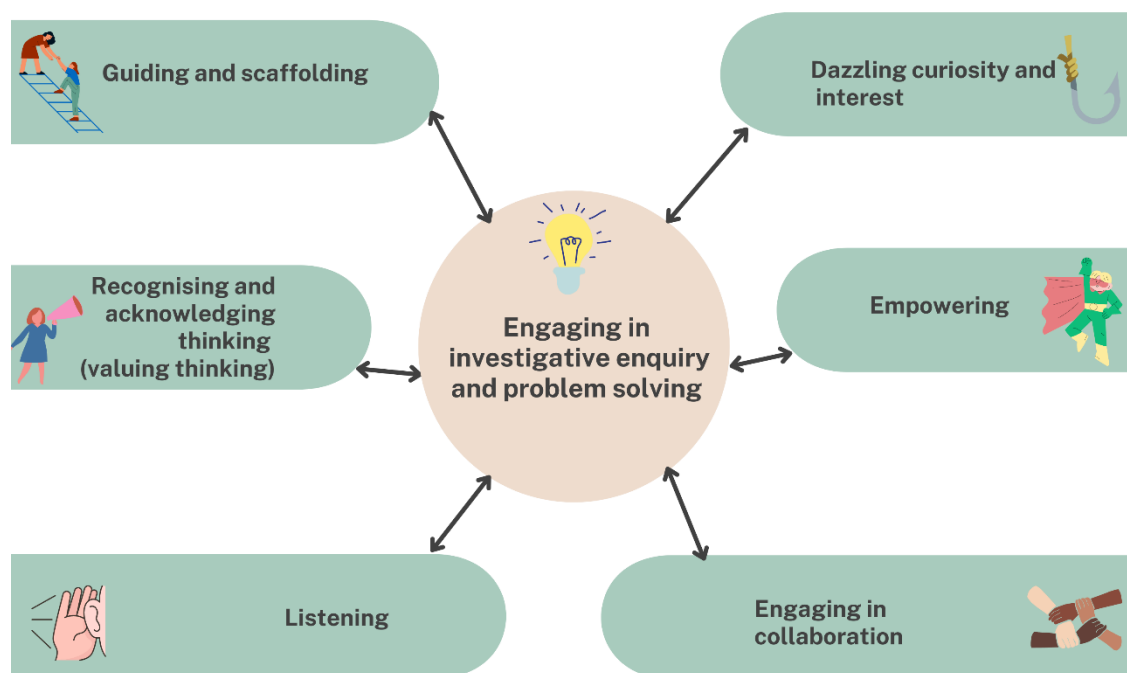 Guiding and scaffolding
Dazzling curiosity and
interest
Recognising and
acknowledging
thinking
(valuing thinking)
Engaging in
investigative enquiry
and problem solving
Empowering
Listening
Engaging in
collaboration